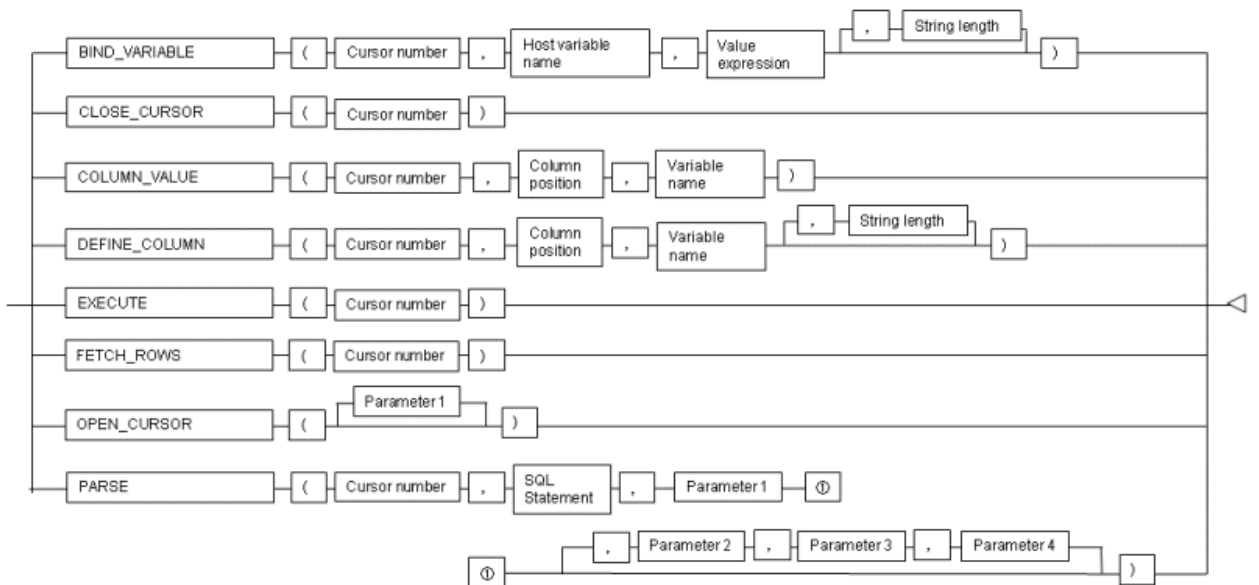 BIND_VARIABLE ( Cursor number , Host variable name , Value expression , String length )
CLOSE_CURSOR ( Cursor number )
COLUMN_VALUE ( Cursor number , Column position , Variable name )
DEFINE_COLUMN ( Cursor number , Column position , Variable name , String length )
EXECUTE ( Cursor number )
FETCH_ROWS ( Cursor number )
OPEN_CURSOR ( Parameter 1 )
PARSE ( Cursor number , SQL Statement , Parameter 1 ①
① , Parameter 2 , Parameter 3 , Parameter 4 )